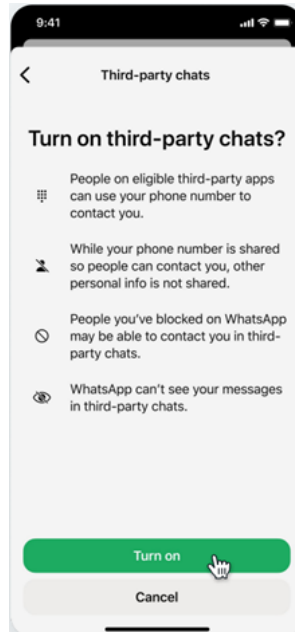 9:41
Third-party chats
Turn on third-party chats?
People on eligible third-party apps
can use your phone number to
contact you.
While your phone number is shared
so people can contact you, other
personal info is not shared.
People you've blocked on WhatsApp
may be able to contact you in third-
party chats.
WhatsApp can't see your messages
in third-party chats.
Turn on
Cancel